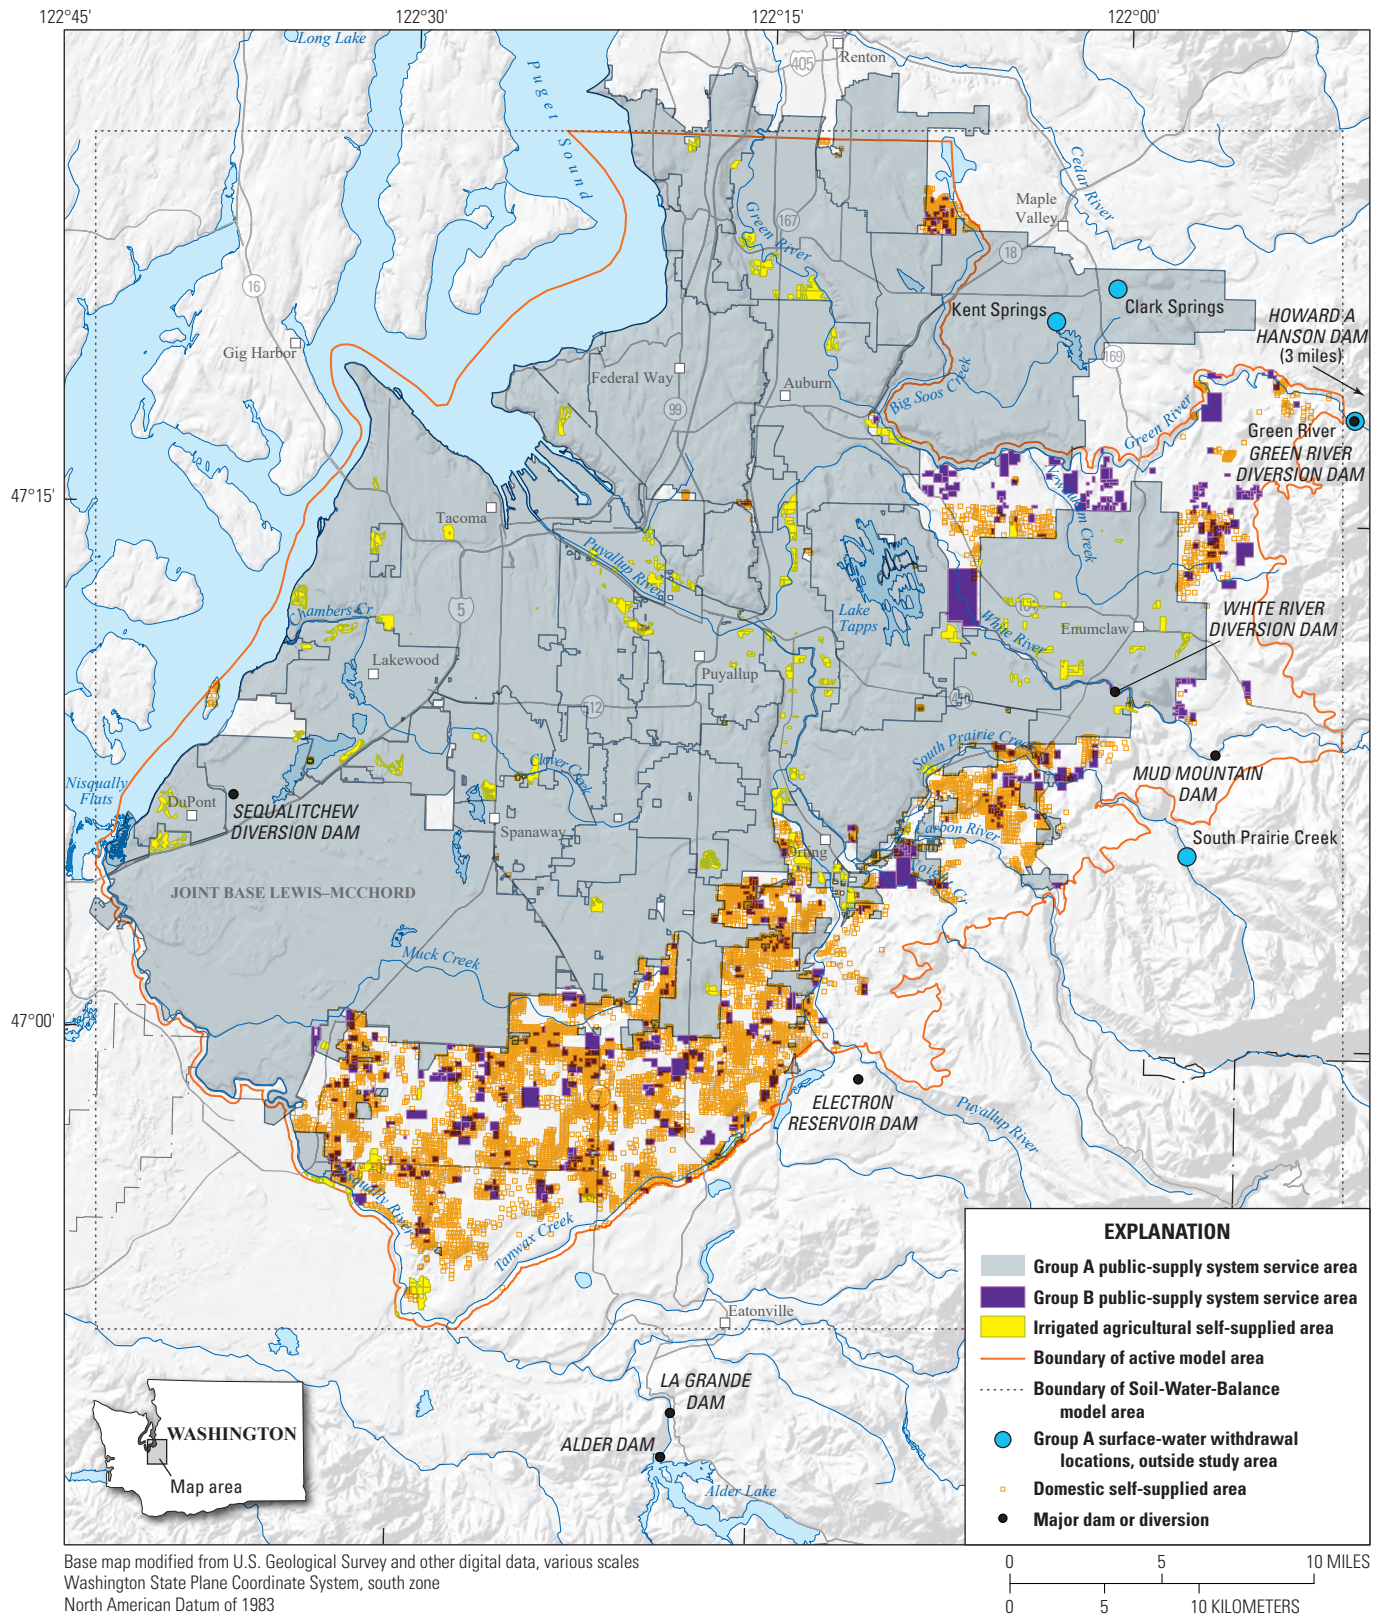 122°45'
122°30'
122°15'
122°00'
Long Lake
Puget Sound
405
Renton
Cedar River
Maple
Valley
167
Green River
18
16
Kent Springs
Clark Springs
HOWARD A
HANSON DAM
(3 miles)
Gig Harbor
169
Federal Way
Auburn
Big Soos Creek
99
Green River
Green River
GREEN RIVER
DIVERSION DAM
47°15'
Newaukum Creek
Tacoma
Puyallup River
Lake
Tapps
WHITE RIVER
DIVERSION DAM
Chambers Cr
5
White River
Enumclaw
Lakewood
Puyallup
512
410
Nisqually
Flats
DuPont
SEQUALITCHEW
DIVERSION DAM
Clover Creek
South Prairie Creek
MUD MOUNTAIN
DAM
Spanaway
Carbon River
South Prairie Creek
Orting
Voight Cr
JOINT BASE LEWIS–MCCHORD
Muck Creek
47°00'
7
ELECTRON
RESERVOIR DAM
Puyallup River
Nisqually River
Tanwax Creek
Eatonville
LA GRANDE
DAM
ALDER DAM
Alder Lake
WASHINGTON
Map area
EXPLANATION
Group A public-supply system service area
Group B public-supply system service area
Irrigated agricultural self-supplied area
Boundary of active model area
Boundary of Soil-Water-Balance
model area
Group A surface-water withdrawal
locations, outside study area
Domestic self-supplied area
Major dam or diversion
Base map modified from U.S. Geological Survey and other digital data, various scales
Washington State Plane Coordinate System, south zone
North American Datum of 1983
0 5 10 MILES
0 5 10 KILOMETERS